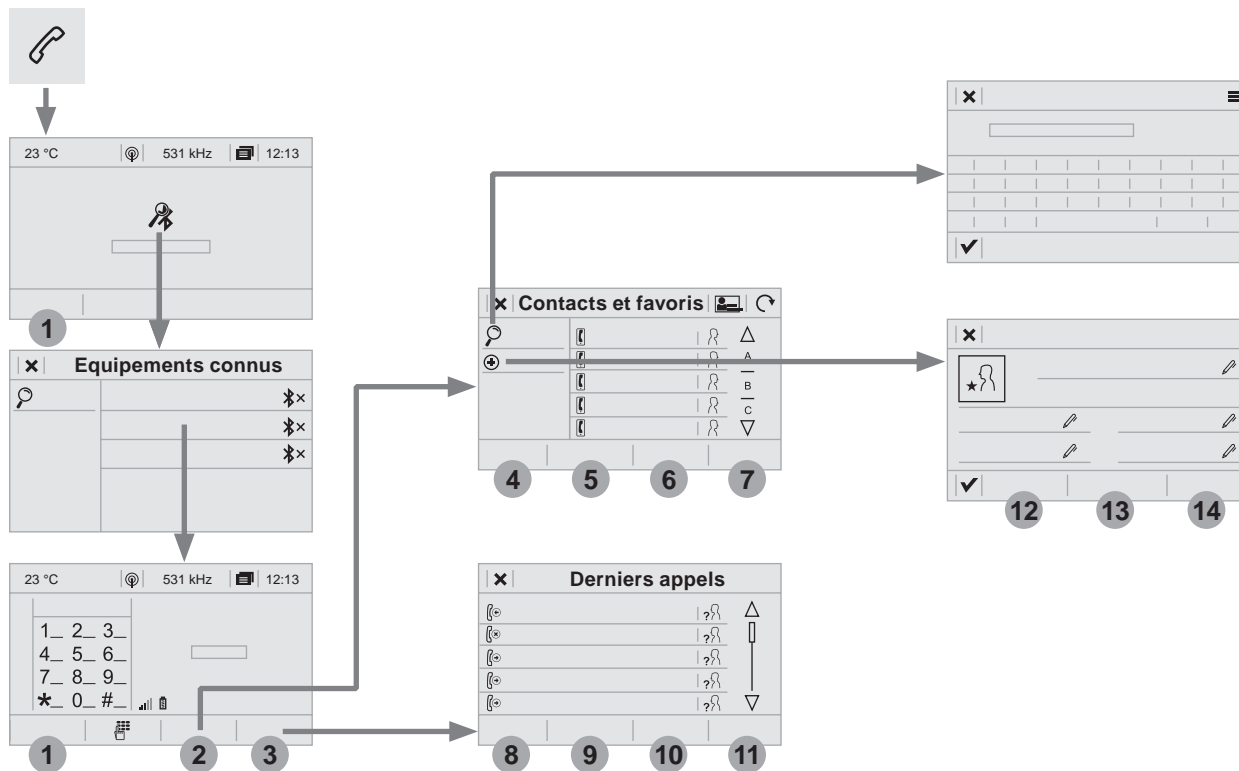 23 °C 531 kHz 12:13
1
Equipements connus
23 °C 531 kHz 12:13
1_ 2_ 3_
4_ 5_ 6_
7_ 8_ 9_
*_ 0_ #_
1 2 3
Contacts et favoris
A
B
C
4 5 6 7
Derniers appels
?
?
?
?
?
8 9 10 11
12 13 14